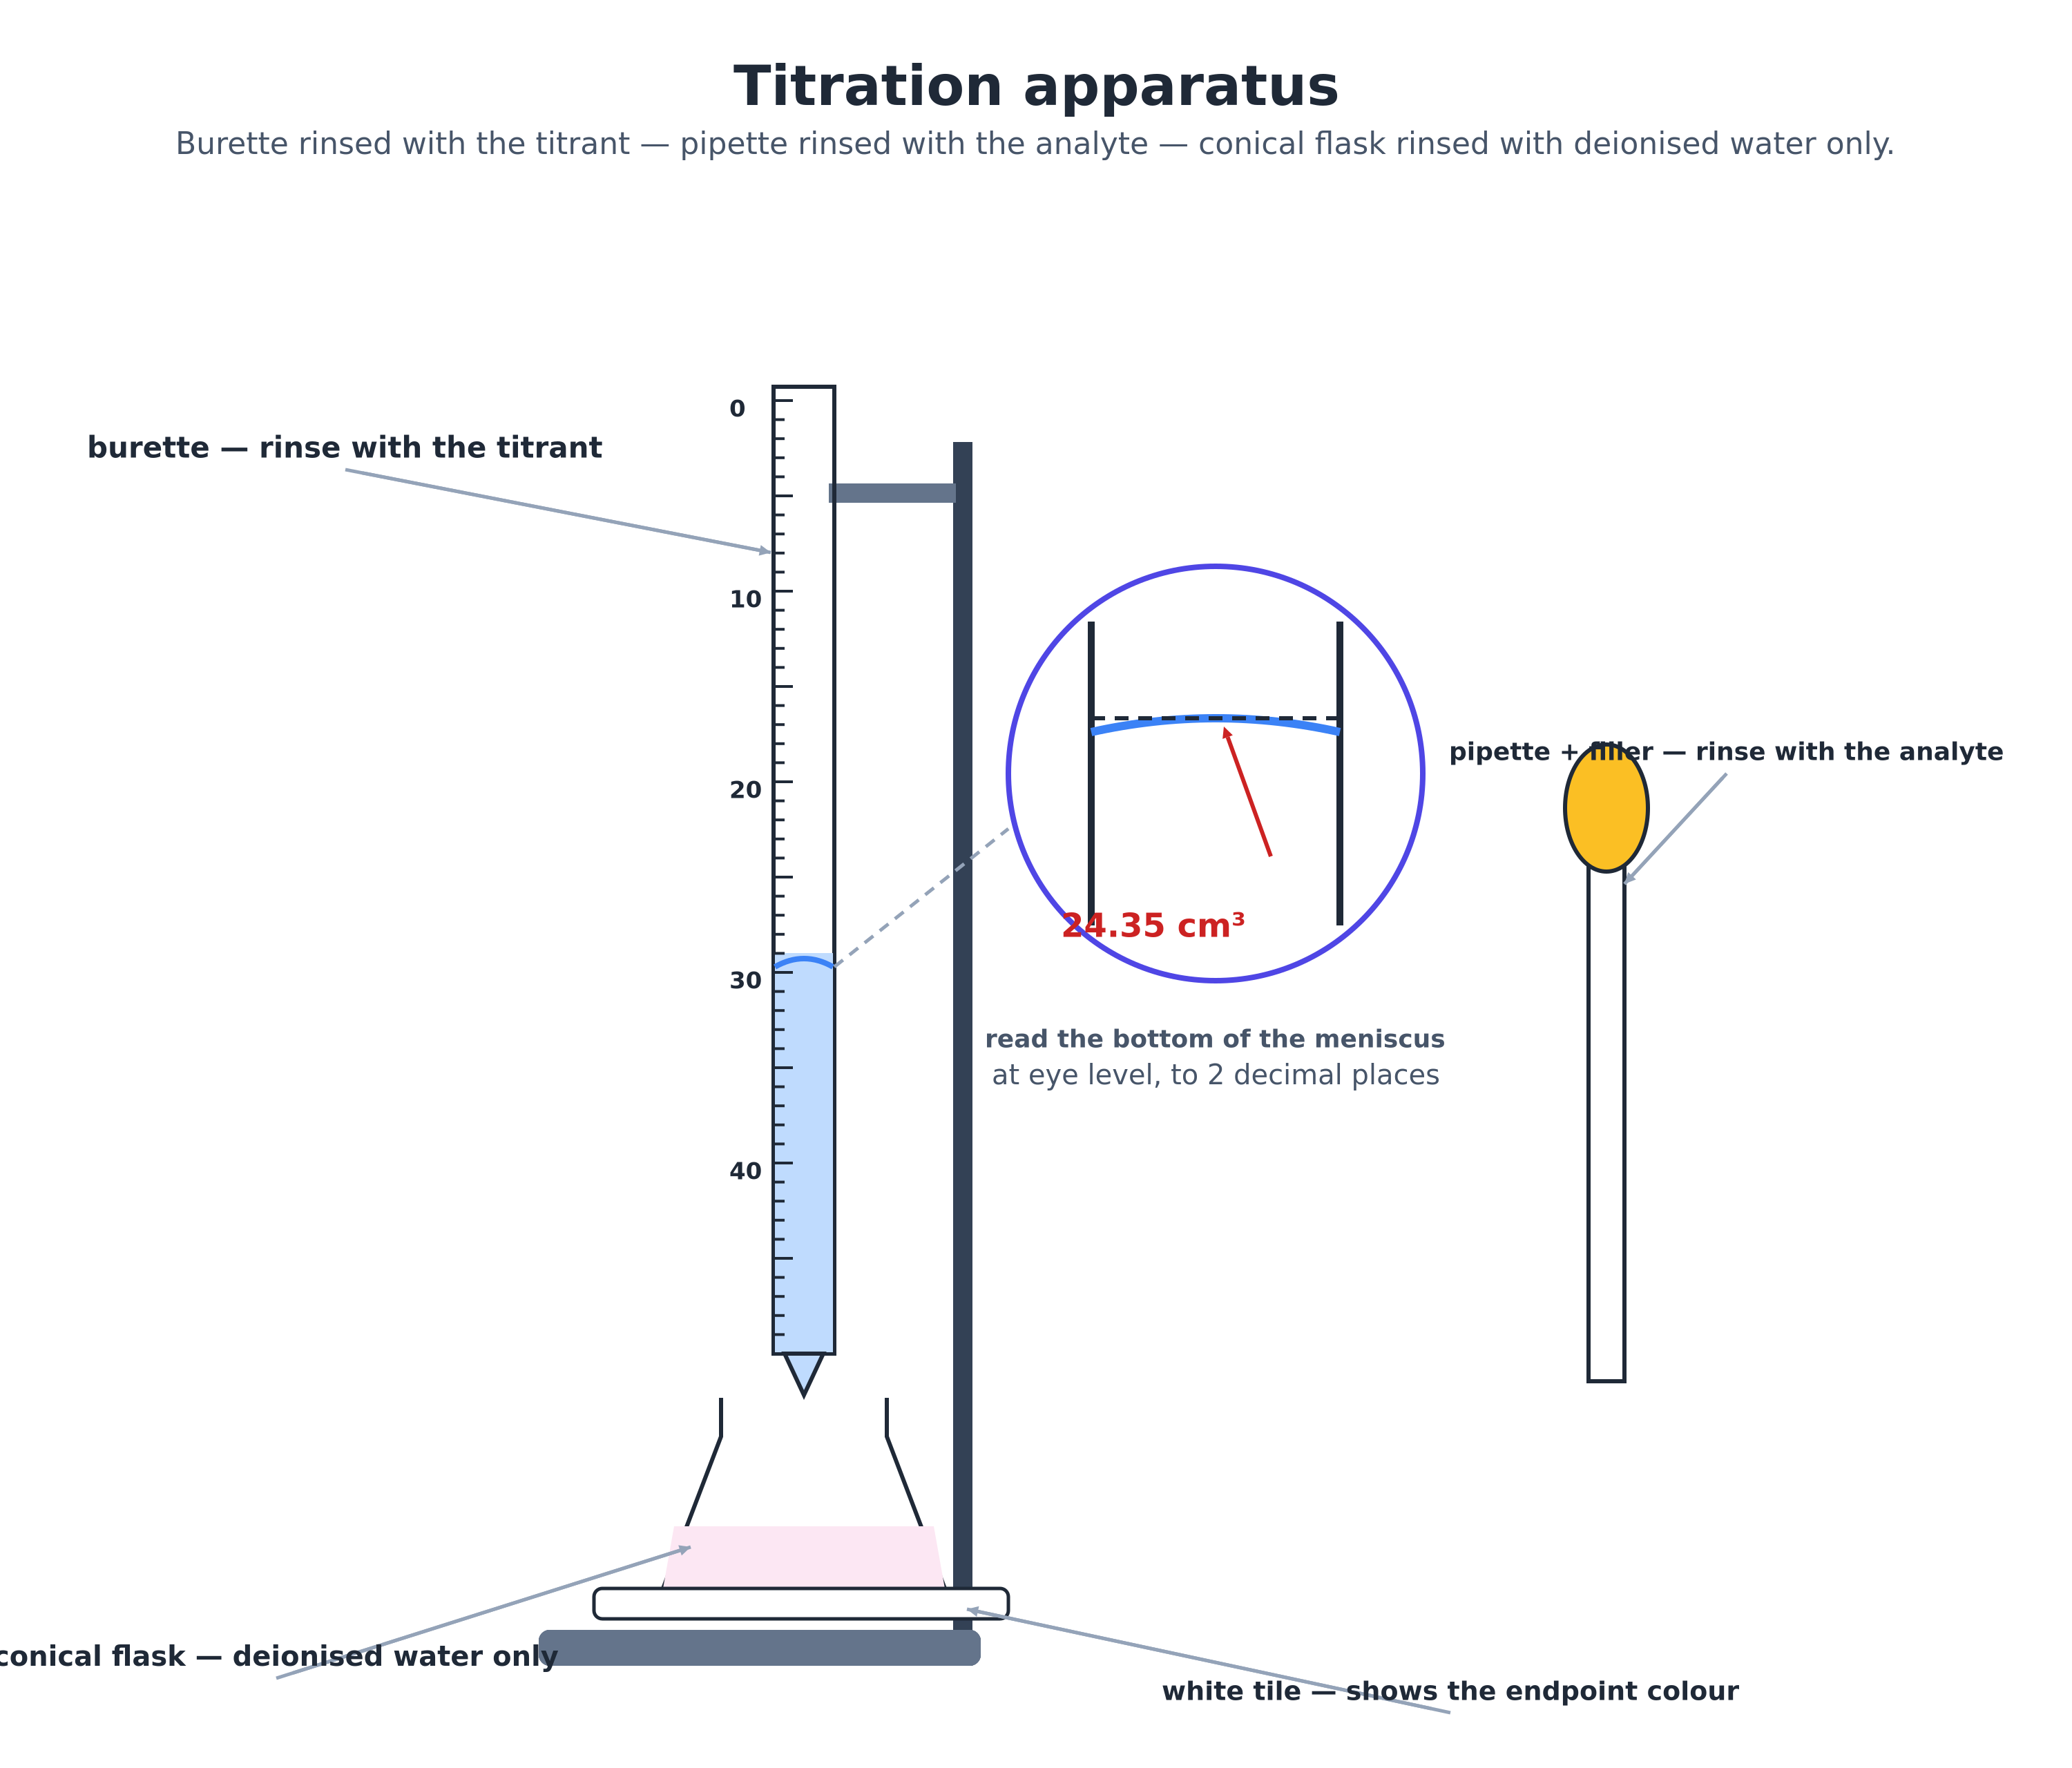 Titration apparatus
Burette rinsed with the titrant — pipette rinsed with the analyte — conical flask rinsed with deionised water only.
0
burette — rinse with the titrant
10
20
pipette + filler — rinse with the analyte
24.35 cm³
30
read the bottom of the meniscus
at eye level, to 2 decimal places
40
conical flask — deionised water only
white tile — shows the endpoint colour